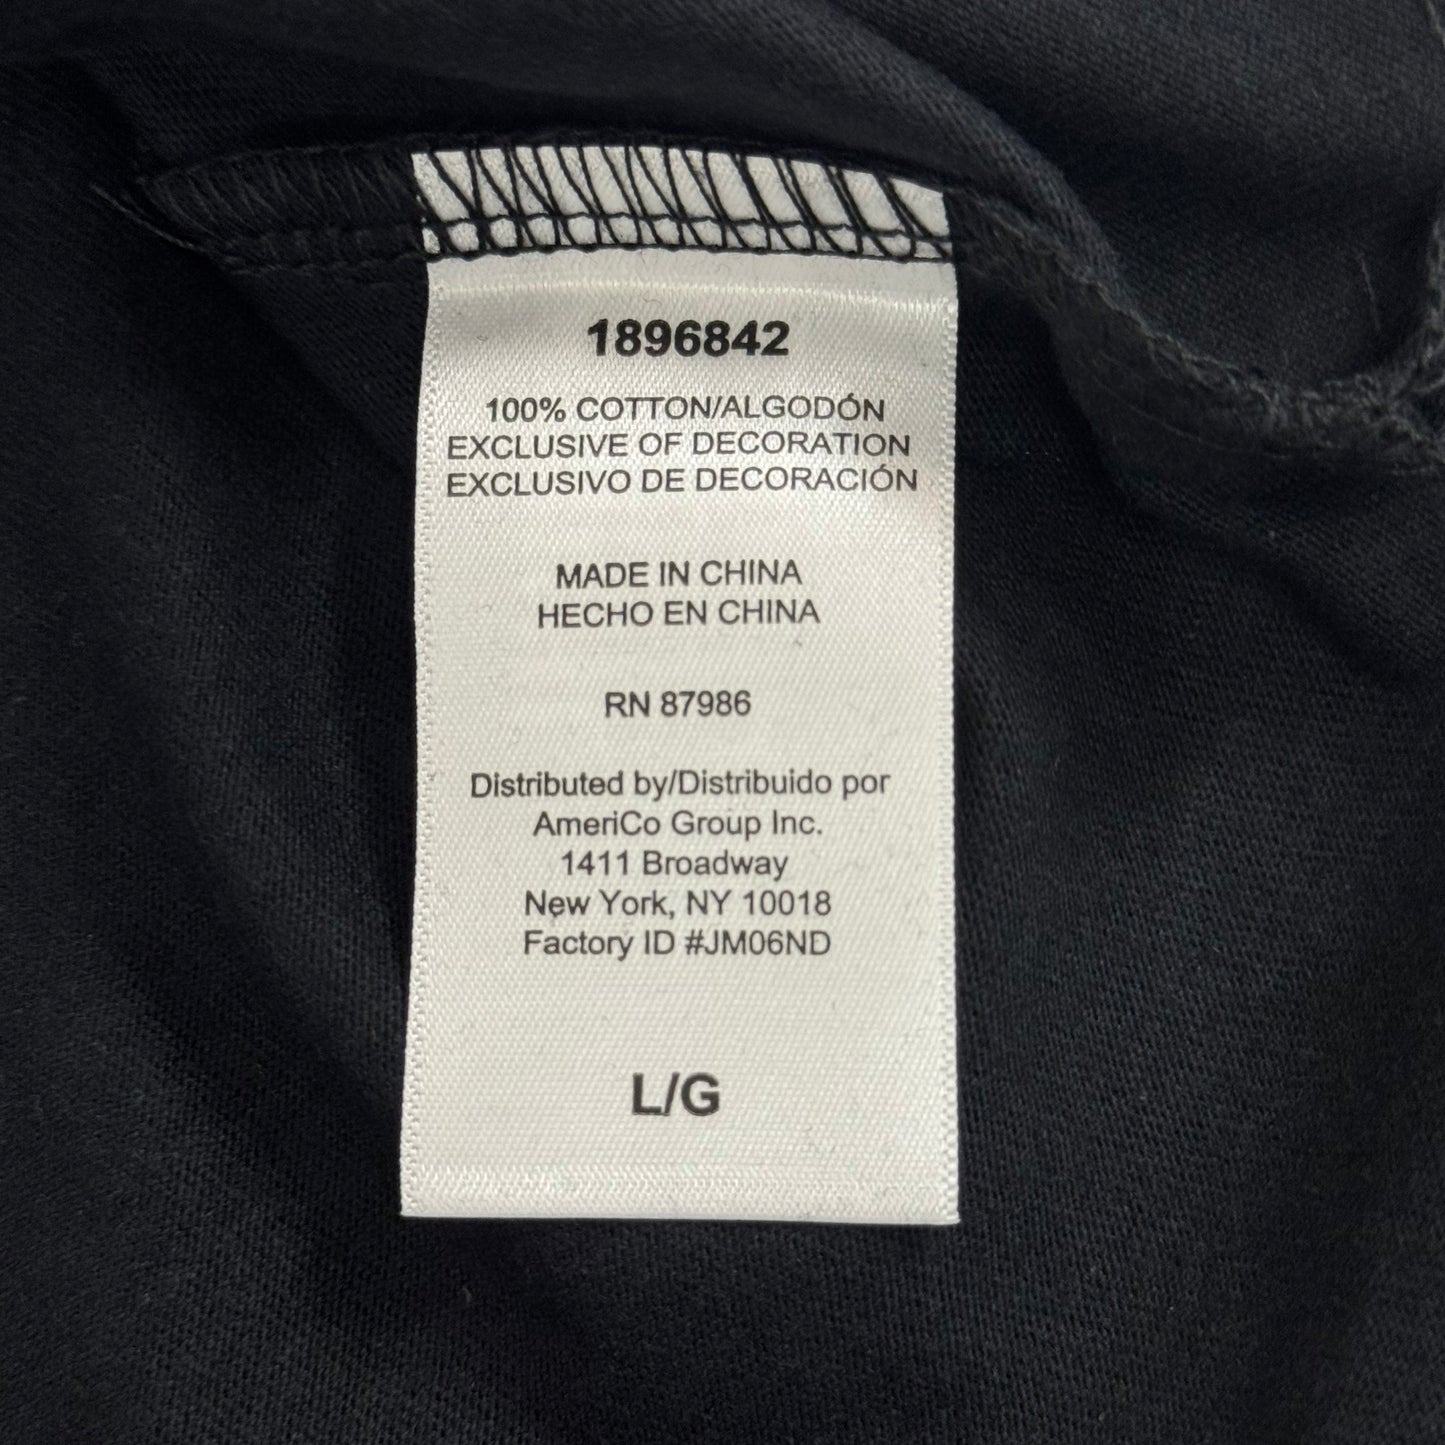 1896842
100% COTTON/ALGODÓN
EXCLUSIVE OF DECORATION
EXCLUSIVO DE DECORACIÓN
MADE IN CHINA
HECHO EN CHINA
RN 87986
Distributed by/Distribuido por
AmeriCo Group Inc.
1411 Broadway
New York, NY 10018
Factory ID #JM06ND
L/G